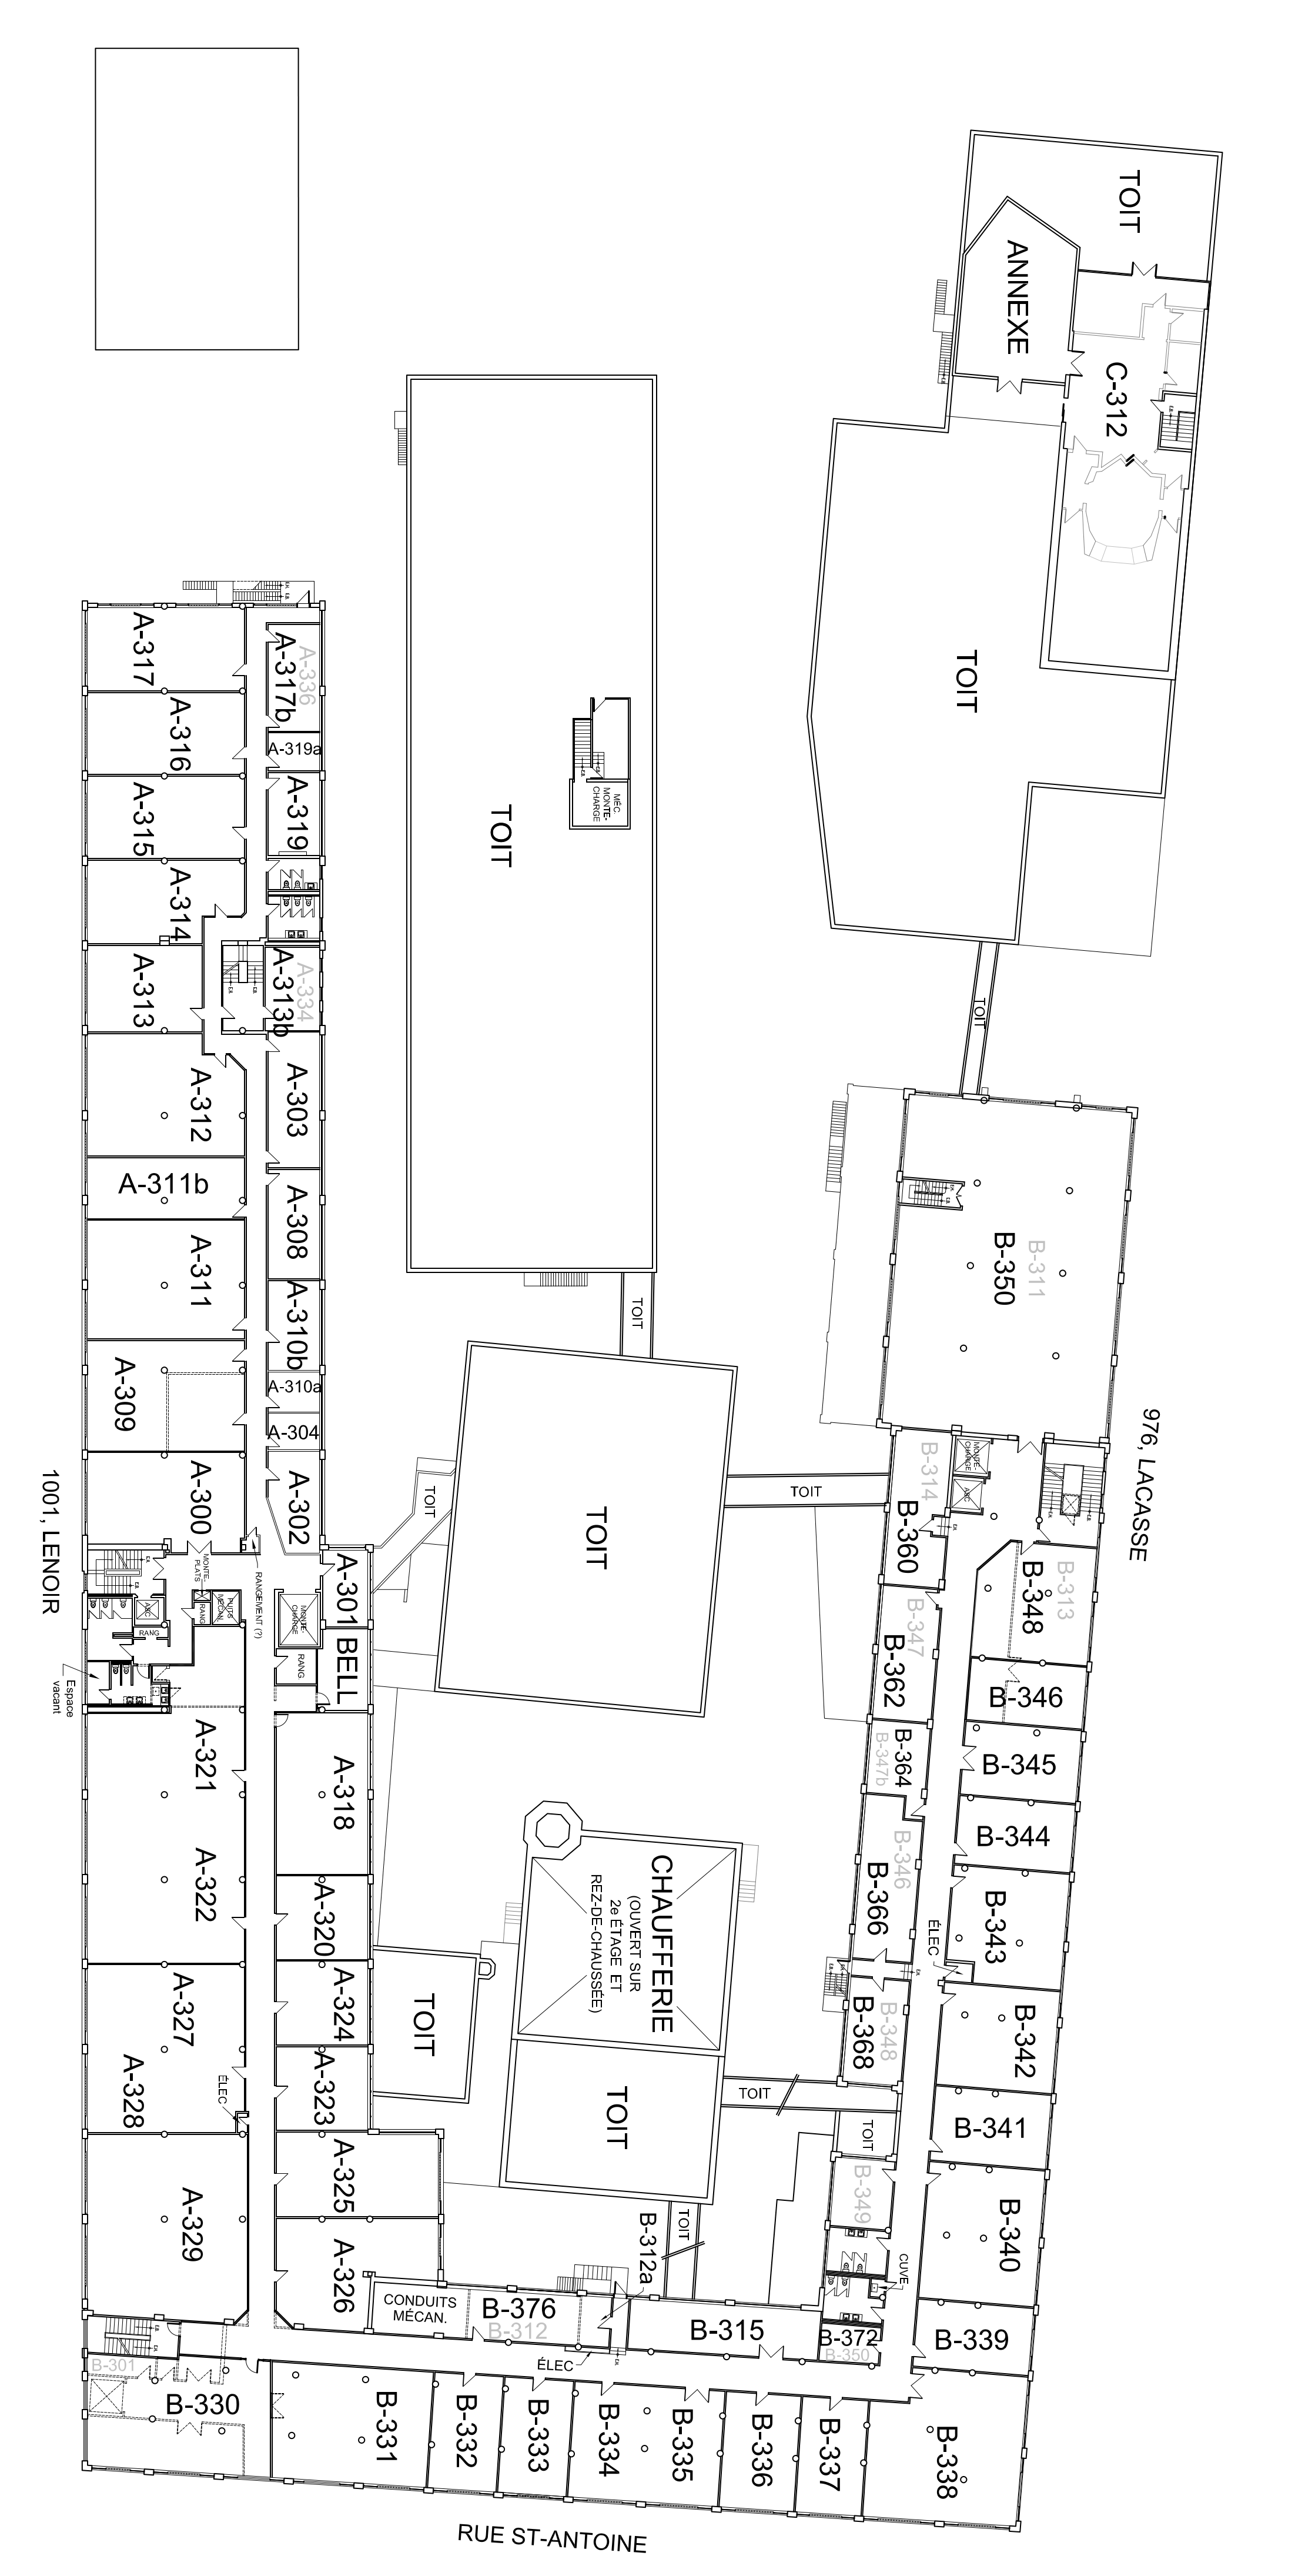 TOIT
ANNEXE
C-312
TOIT
TOIT
MÉC.
MONTE-
CHARGE
TOIT
A-317
A-336
A-317b
A-316
A-319a
A-315
A-319
A-314
A-313
A-334
A-313b
A-312
A-303
A-311b
A-308
A-311
A-310b
A-309
A-310a
A-304
A-300
A-302
1001, LENOIR
MONTE
PLATS
RANGEMENT (?)
A-301
ASC
RANG
PUITS
MÉCAN.
MONTE-
CHARGE
RANG
RANG
BELL
Espace
vacant
A-321
A-318
A-322
A-320
A-327
A-324
A-328
ÉLEC
A-323
A-329
A-325
A-326
TOIT
TOIT
TOIT
TOIT
CHAUFFERIE
(OUVERT SUR
2e ÉTAGE ET
REZ-DE-CHAUSSÉE)
TOIT
TOIT
TOIT
TOIT
TOIT
B-311
B-350
976, LACASSE
B-314
MONTE-
CHARGE
ASC
B-360
B-313
B-348
B-347
B-362
B-346
B-364
B-347b
B-345
B-346
B-366
B-344
ÉLEC
B-343
B-348
B-368
B-342
TOIT
B-341
B-349
B-340
CUVE
B-312a
CONDUITS
MÉCAN.
B-376
B-312
B-315
B-372
B-350
B-339
ÉLEC
B-301
B-330
B-331
B-332
B-333
B-334
B-335
B-336
B-337
B-338
RUE ST-ANTOINE